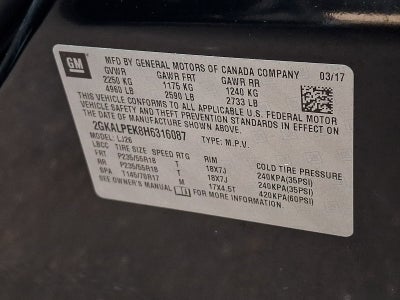 GM
MFD BY GENERAL MOTORS OF CANADA COMPANY 03/17
GVWR GAWR FRT GAWR RR
2250 KG 1175 KG 1240 KG
4960 LB 2590 LB 2733 LB
THIS VEHICLE CONFORMS TO ALL APPLICABLE U.S. FEDERAL MOTOR
VEHICLE SAFETY AND THEFT PREVENTION STANDARDS IN EFFECT ON
THE DATE OF MANUFACTURE SHOWN ABOVE.
2GKALPEK8H6316087 TYPE: M.P.V.
MODEL: LJ26
LBCC TIRE SIZE SPEED RTG RIM COLD TIRE PRESSURE
FRT P235/55R18 T 18X7J 240KPA(35PSI)
RR P235/55R18 T 18X7J 240KPA(35PSI)
SPA T145/70R17 M 17X4.5T 420KPA(60PSI)
SEE OWNER'S MANUAL FOR MORE INFORMATION.